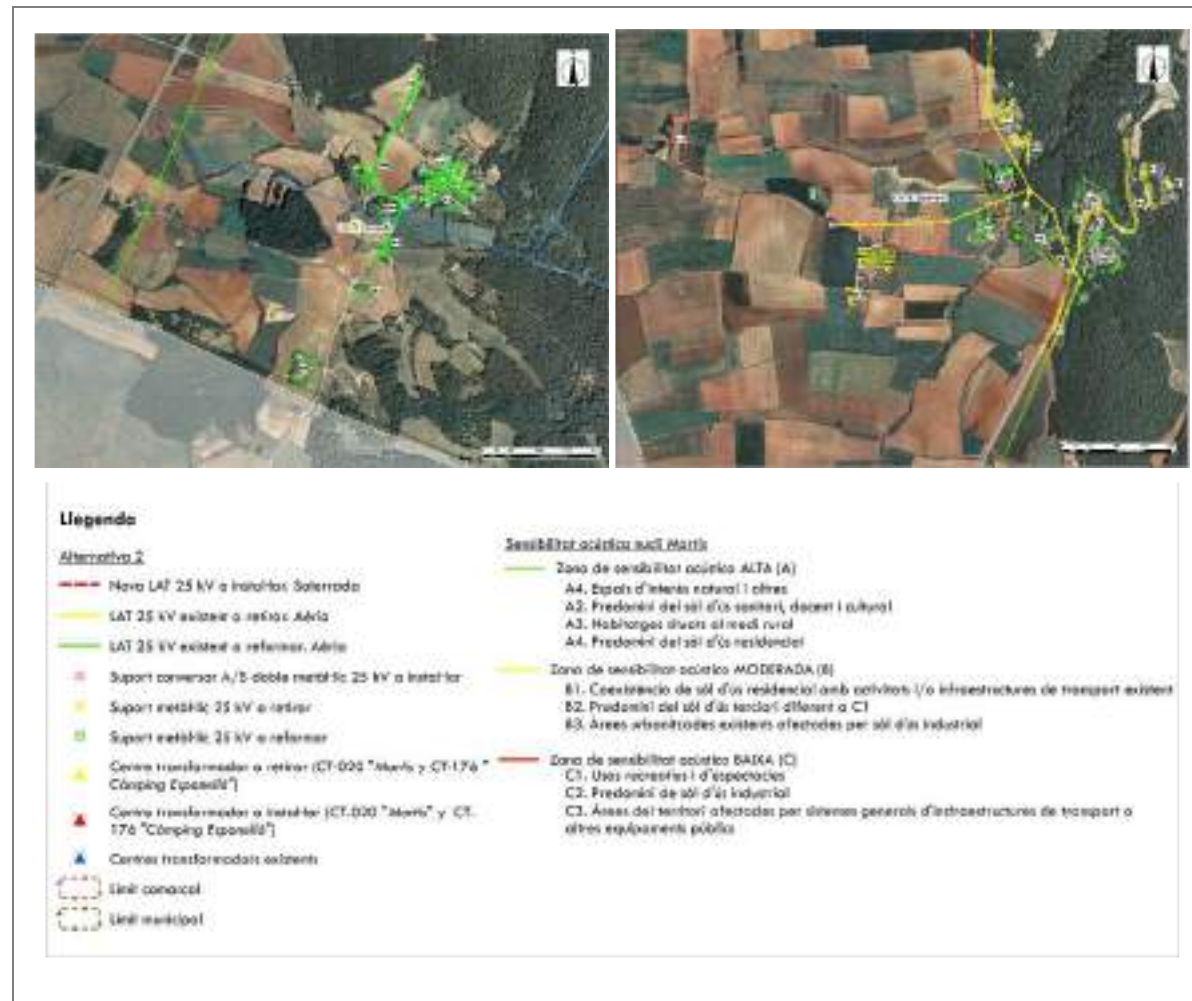 Llegenda
Alternativa 2
Nova LAT 25 kV a instal·lar. Soterrada
LAT 25 kV existent a retirar. Aèria
LAT 25 kV existent a reformar. Aèria
Suport conversor A/S doble metàl·lic 25 kV a instal·lar
Suport metàl·lic 25 kV a retirar
Suport metàl·lic 25 kV a reformar
Centre transformador a retirar (CT-020 "Martís y CT-176 "
Càmping Esponellà")
Centre transformador a instal·lar (CT-020 "Martís" y CT-
176 "Càmping Esponellà")
Centres transformadors existents
Límit comarcal
Límit municipal
Sensibilitat acústica nucli Martís
Zona de sensibilitat acústica ALTA (A)
A4. Espais d'interès natural i altres
A2. Predomini del sòl d'ús sanitari, docent i cultural
A3. Habitatges situats al medi rural
A4. Predomini del sòl d'ús residencial
Zona de sensibilitat acústica MODERADA (B)
B1. Coexistència de sòl d'ús residencial amb activitats i/o infraestructures de transport existent
B2. Predomini del sòl d'ús terciari diferent a C1
B3. Àrees urbanitzades existents afectades per sòl d'ús industrial
Zona de sensibilitat acústica BAIXA (C)
C1. Usos recreatius i d'espectacles
C2. Predomini de sòl d'ús industrial
C3. Àrees del territori afectades per sistemes generals d'infraestructures de transport o
altres equipaments públics